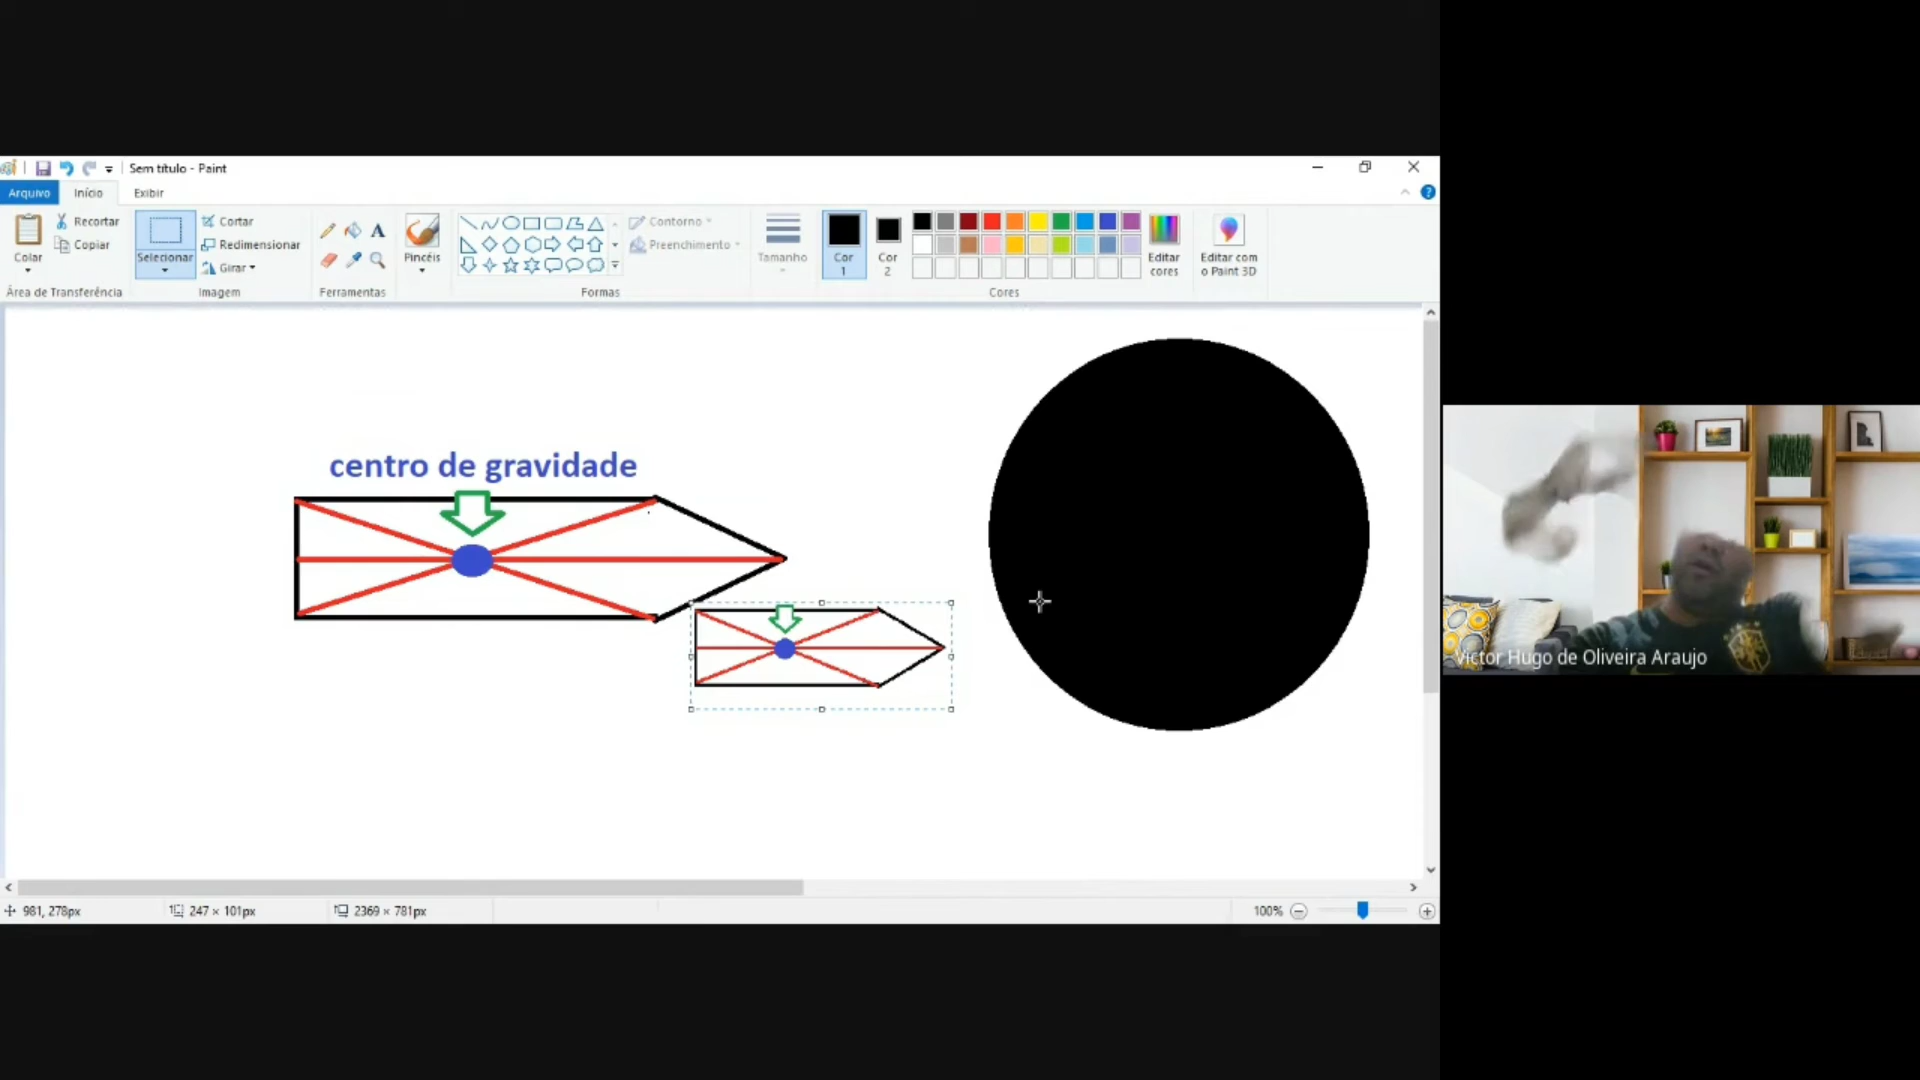 Sem título - Paint
Arquivo
Início
Exibir
Colar
Recortar
Copiar
Área de Transferência
Selecionar
Cortar
Redimensionar
Girar
Imagem
A
Ferramentas
Pincéis
Contorno
Preenchimento
Formas
Tamanho
Cor
1
Cor
2
Editar
cores
Cores
Editar com
o Paint 3D
?
centro de gravidade
Victor Hugo de Oliveira Araujo
981, 278px
247 × 101px
2369 × 781px
100%